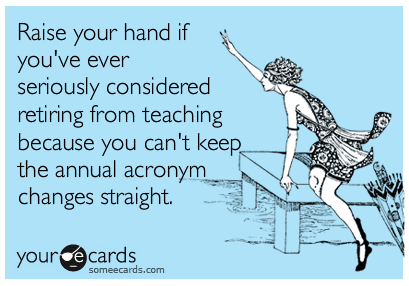 Raise your hand if
you've ever
seriously considered
retiring from teaching
because you can't keep
the annual acronym
changes straight.
your e cards
someecards.com